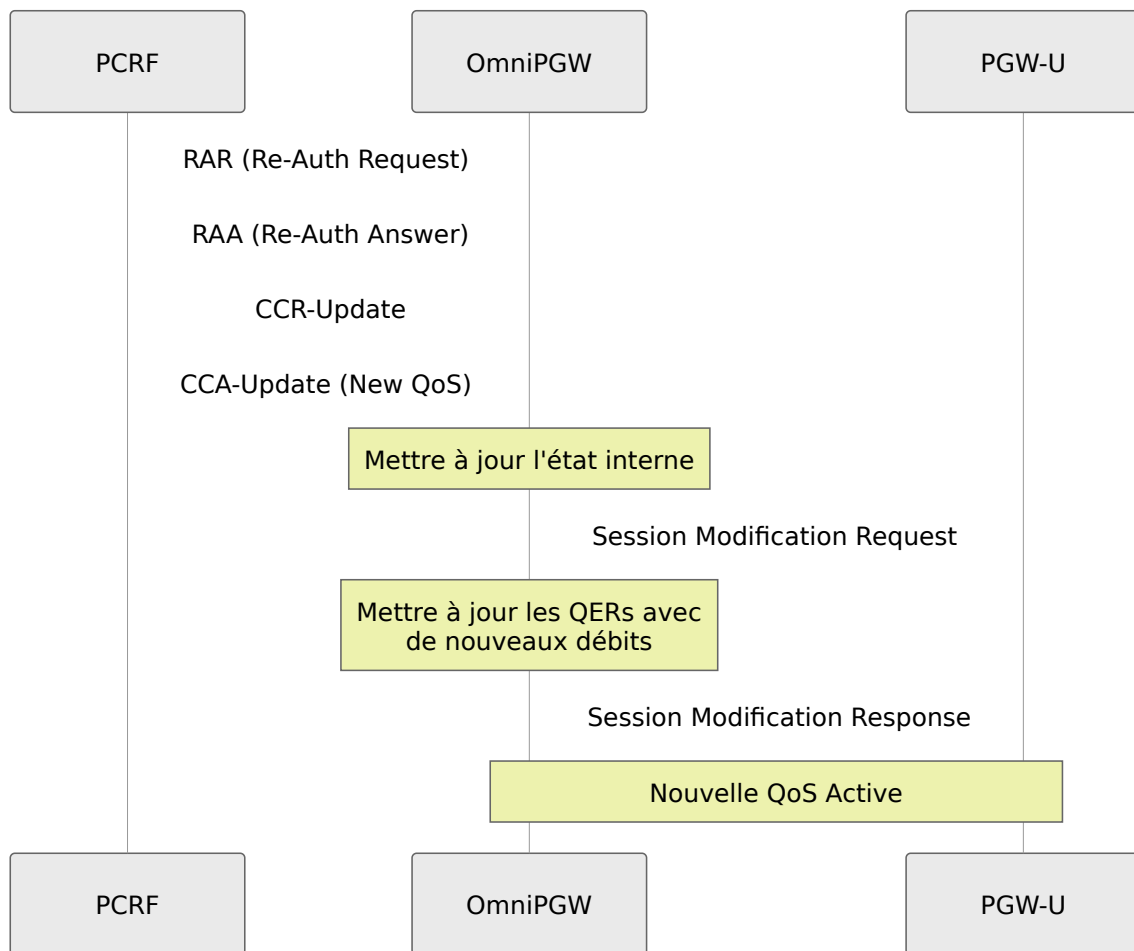 PCRF
OmniPGW
PGW-U
RAR (Re-Auth Request)
RAA (Re-Auth Answer)
CCR-Update
CCA-Update (New QoS)
Mettre à jour l'état interne
Session Modification Request
Mettre à jour les QERs avec
de nouveaux débits
Session Modification Response
Nouvelle QoS Active
PCRF
OmniPGW
PGW-U